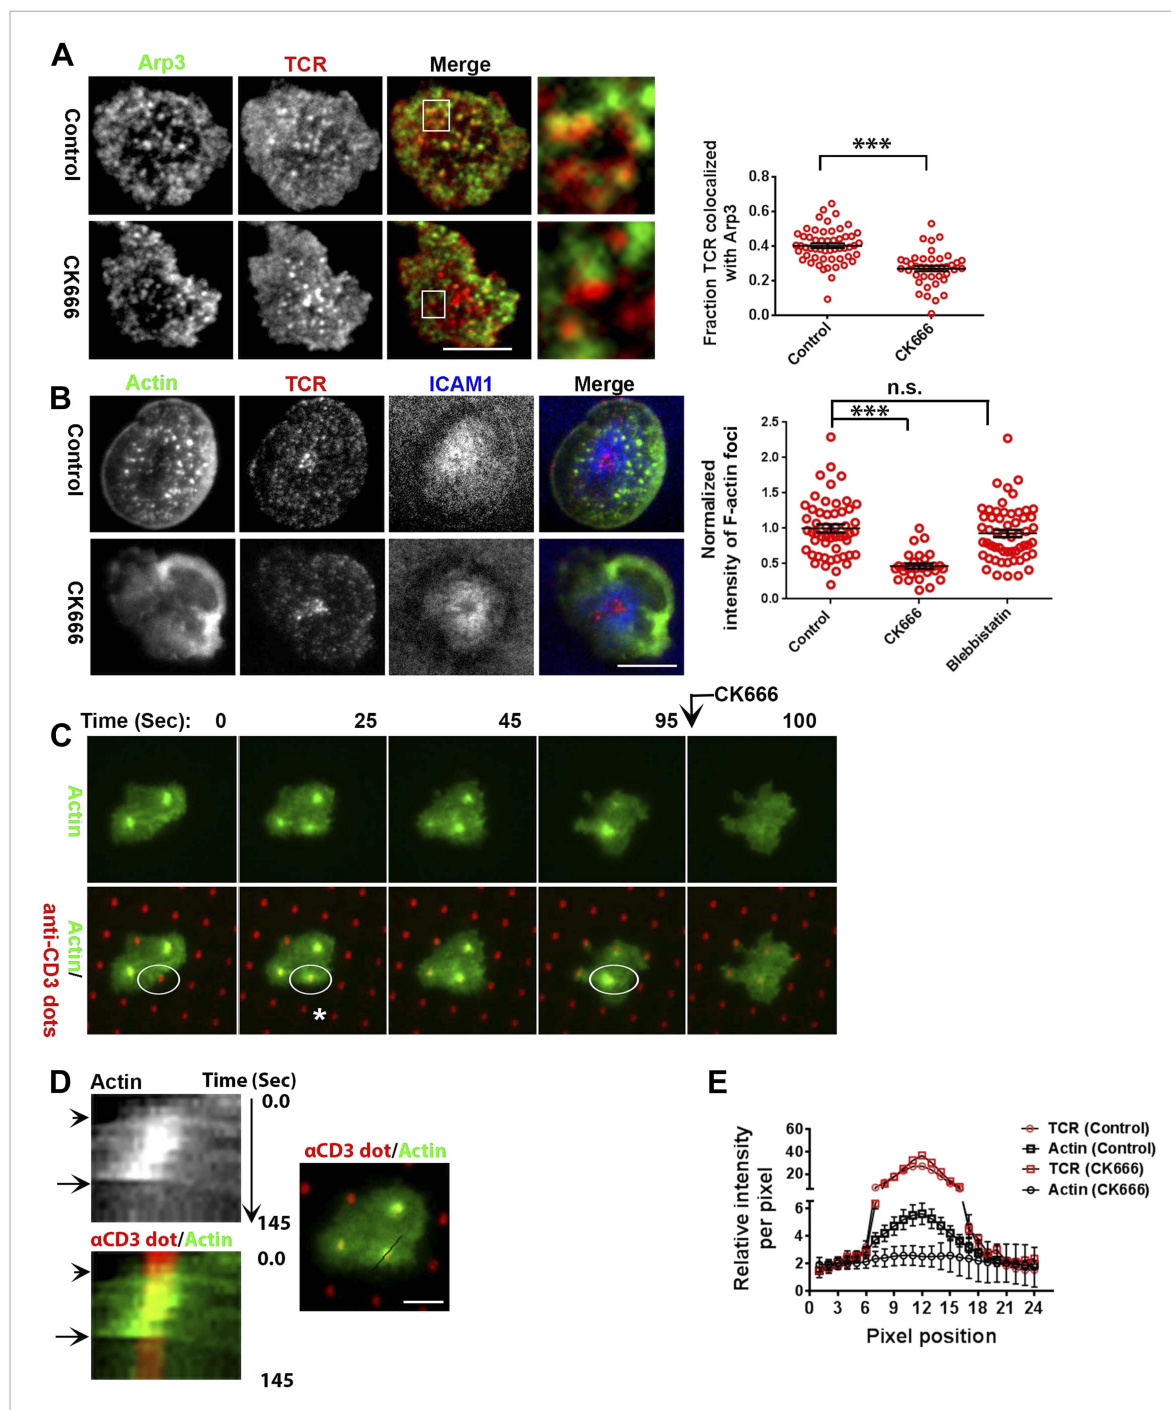 A
Arp3 TCR Merge
Control
CK666
Fraction TCR colocalized
with Arp3
***
0.8
0.6
0.4
0.2
0.0
Control CK666
B
Actin TCR ICAM1 Merge
Control
CK666
Normalized
intensity of F-actin foci
n.s.
***
2.5
2.0
1.5
1.0
0.5
0.0
Control CK666 Blebbistatin
C
CK666
Time (Sec): 0 25 45 95 100
Actin
Actin/
anti-CD3 dots
*
D
Actin Time (Sec)
0.0
145
αCD3 dot/Actin
0.0
145
αCD3 dot/Actin
E
Relative intensity
per pixel
60
40
20
6
4
2
0
0 3 6 9 12 15 18 21 24
Pixel position
TCR (Control)
Actin (Control)
TCR (CK666)
Actin (CK666)